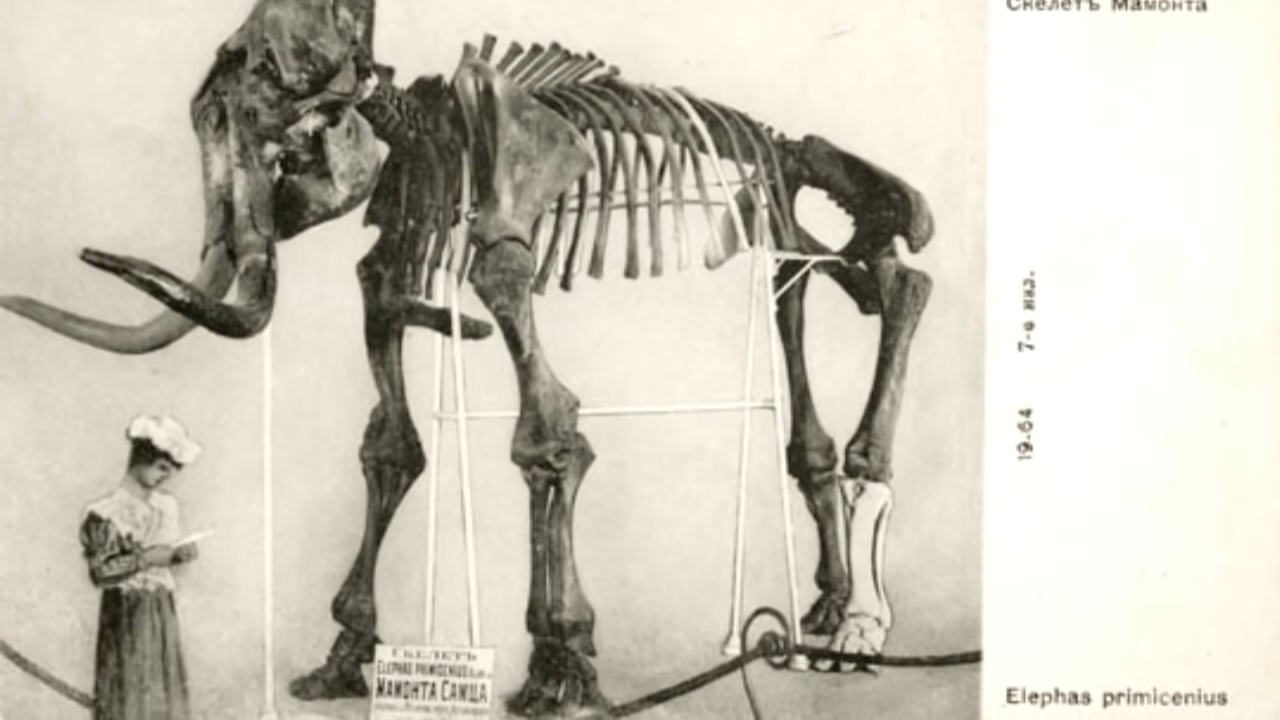 Скелетъ Мамонта
7-е изд.
19-64
СКЕЛЕТЪ
ELEPHAS PRIMIGENIUS
МАМОНТА САМЦА
Elephas primicenius